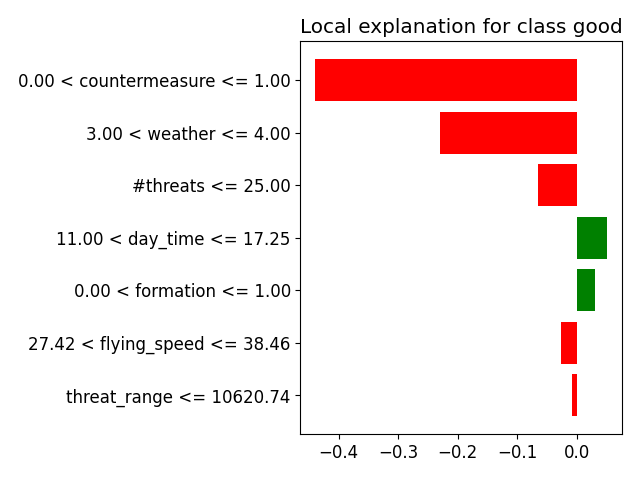 Local explanation for class good
0.00 < countermeasure <= 1.00
3.00 < weather <= 4.00
#threats <= 25.00
11.00 < day_time <= 17.25
0.00 < formation <= 1.00
27.42 < flying_speed <= 38.46
threat_range <= 10620.74
−0.4 −0.3 −0.2 −0.1 0.0